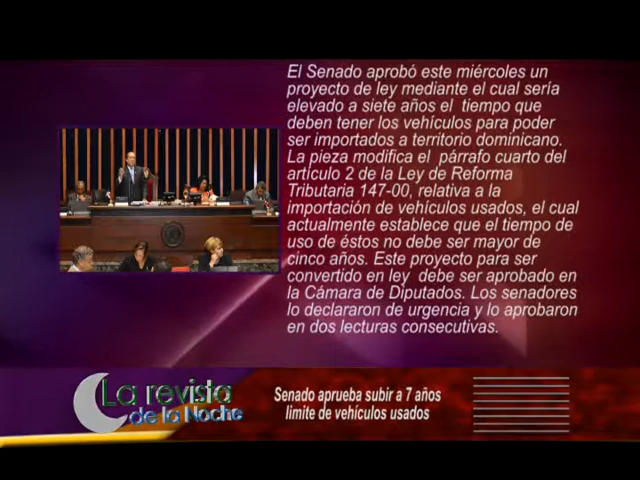 El Senado aprobó este miércoles un
proyecto de ley mediante el cual sería
elevado a siete años el tiempo que
deben tener los vehículos para poder
ser importados a territorio dominicano.
La pieza modifica el párrafo cuarto del
artículo 2 de la Ley de Reforma
Tributaria 147-00, relativa a la
importación de vehículos usados, el cual
actualmente establece que el tiempo de
uso de éstos no debe ser mayor de
cinco años. Este proyecto para ser
convertido en ley debe ser aprobado en
la Cámara de Diputados. Los senadores
lo declararon de urgencia y lo aprobaron
en dos lecturas consecutivas.
La revista
de la Noche
Senado aprueba subir a 7 años
limite de vehículos usados